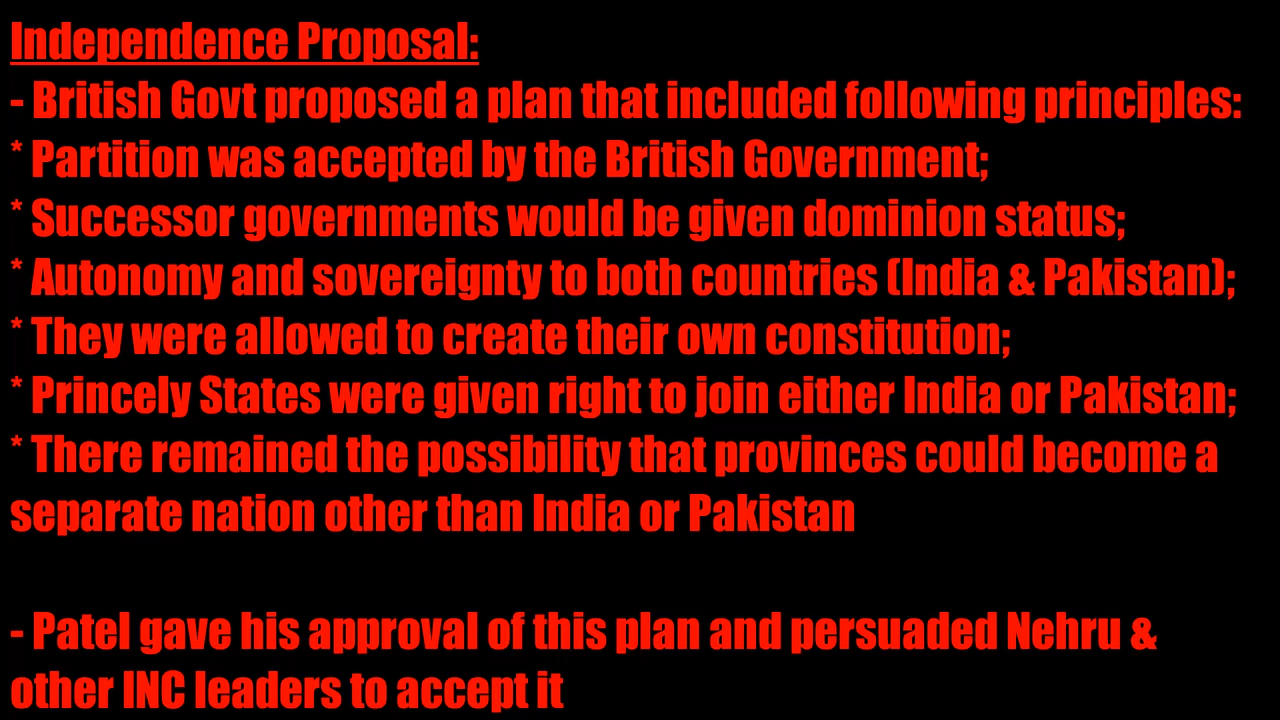 Independence Proposal:
- British Govt proposed a plan that included following principles:
* Partition was accepted by the British Government;
* Successor governments would be given dominion status;
* Autonomy and sovereignty to both countries (India & Pakistan);
* They were allowed to create their own constitution;
* Princely States were given right to join either India or Pakistan;
* There remained the possibility that provinces could become a
separate nation other than India or Pakistan
- Patel gave his approval of this plan and persuaded Nehru &
other INC leaders to accept it